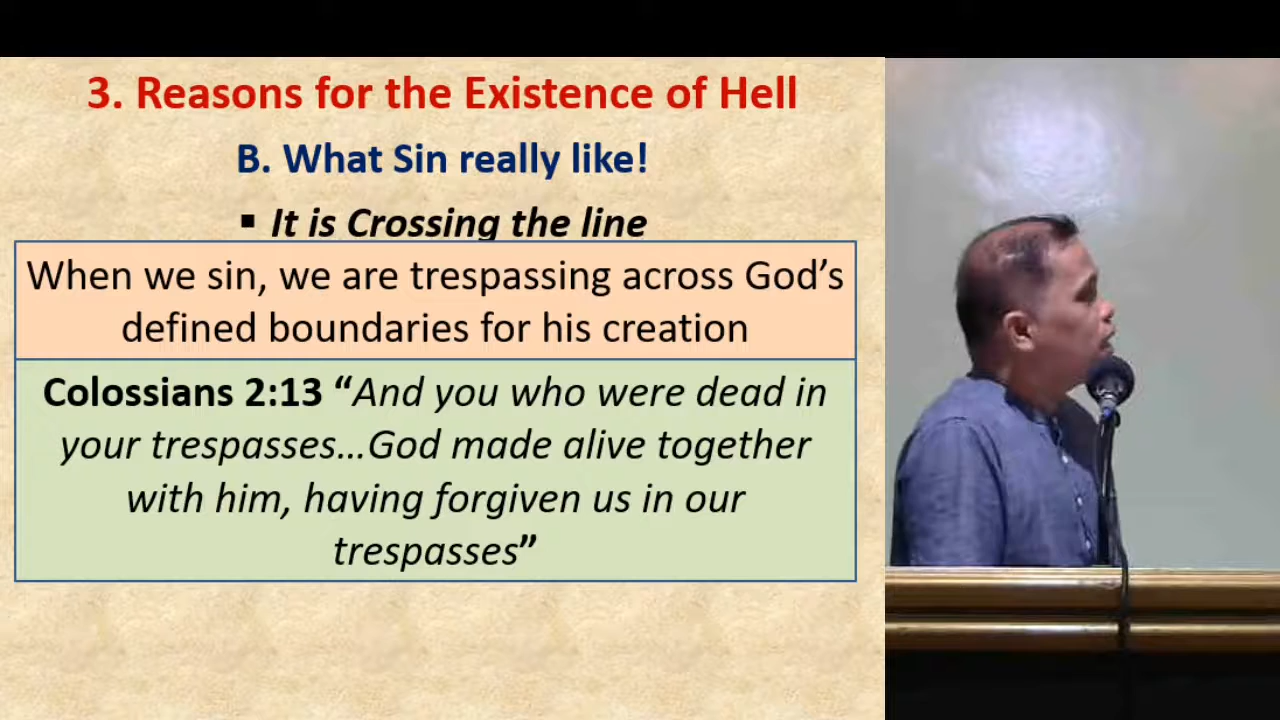 3. Reasons for the Existence of Hell
B. What Sin really like!
▪ It is Crossing the line
When we sin, we are trespassing across God’s
defined boundaries for his creation
Colossians 2:13 “And you who were dead in
your trespasses…God made alive together
with him, having forgiven us in our
trespasses”